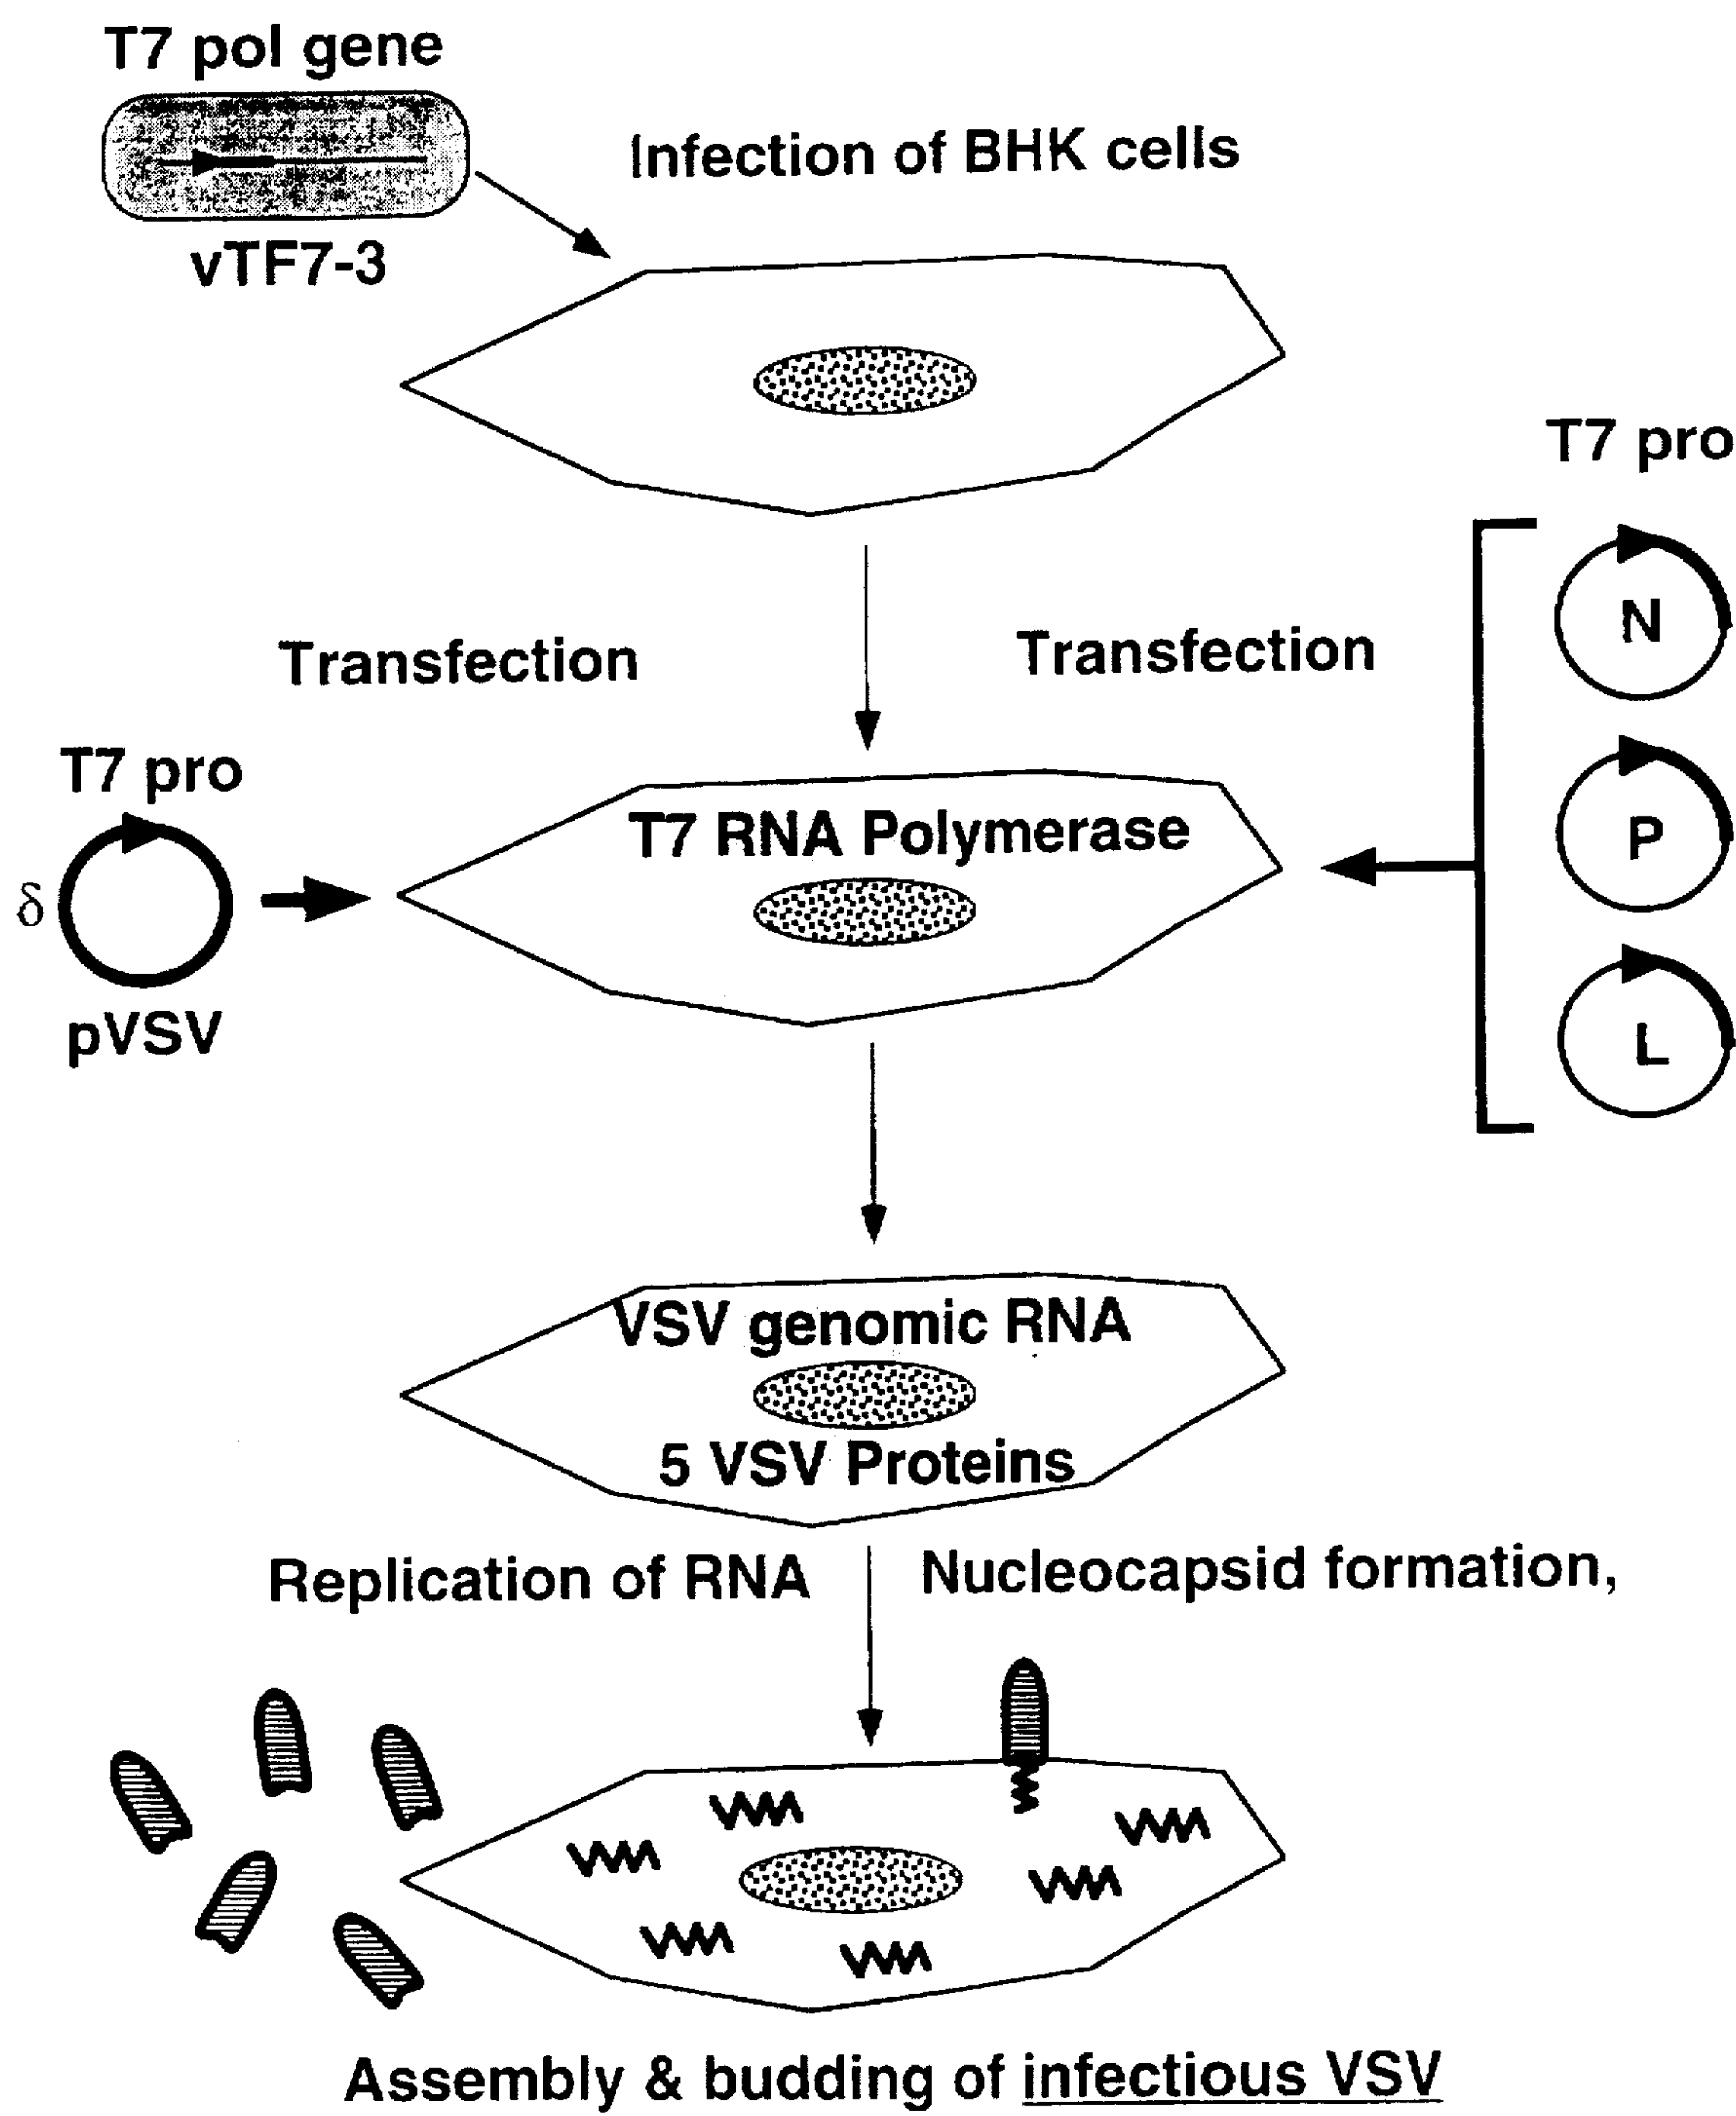 T7 pol gene
vTF7-3
Infection of BHK cells
T7 pro
N
P
L
Transfection
Transfection
T7 pro
δ
pVSV
T7 RNA Polymerase
VSV genomic RNA
5 VSV Proteins
Replication of RNA
Nucleocapsid formation,
Assembly & budding of infectious VSV